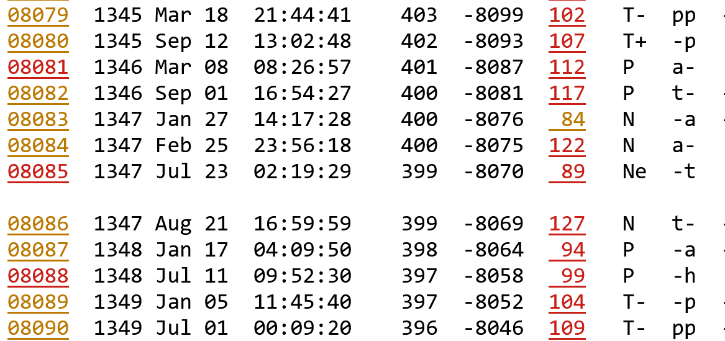 08079 1345 Mar 18 21:44:41 403 -8099 102 T- pp
08080 1345 Sep 12 13:02:48 402 -8093 107 T+ -p
08081 1346 Mar 08 08:26:57 401 -8087 112 P a-
08082 1346 Sep 01 16:54:27 400 -8081 117 P t-
08083 1347 Jan 27 14:17:28 400 -8076 84 N -a
08084 1347 Feb 25 23:56:18 400 -8075 122 N a-
08085 1347 Jul 23 02:19:29 399 -8070 89 Ne -t
08086 1347 Aug 21 16:59:59 399 -8069 127 N t-
08087 1348 Jan 17 04:09:50 398 -8064 94 P -a
08088 1348 Jul 11 09:52:30 397 -8058 99 P -h
08089 1349 Jan 05 11:45:40 397 -8052 104 T- -p
08090 1349 Jul 01 00:09:20 396 -8046 109 T- pp